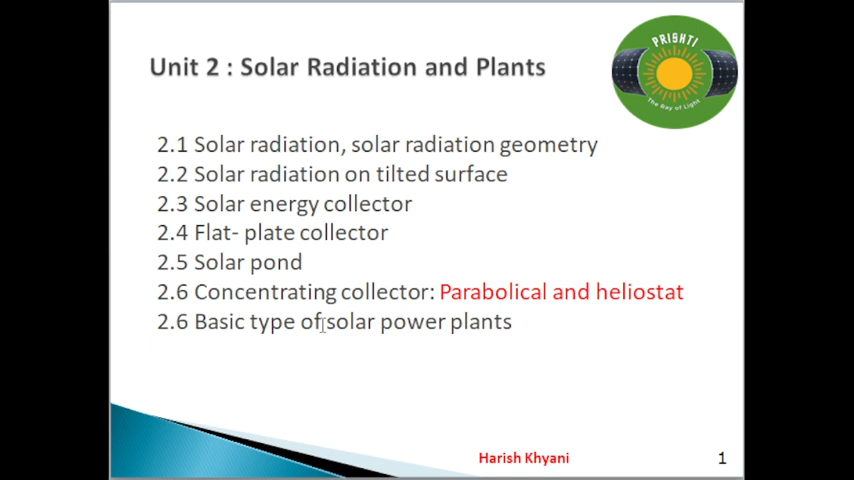 Unit 2 : Solar Radiation and Plants
PRISHTI
The Ray of Light
2.1 Solar radiation, solar radiation geometry
2.2 Solar radiation on tilted surface
2.3 Solar energy collector
2.4 Flat- plate collector
2.5 Solar pond
2.6 Concentrating collector: Parabolical and heliostat
2.6 Basic type of solar power plants
Harish Khyani
1